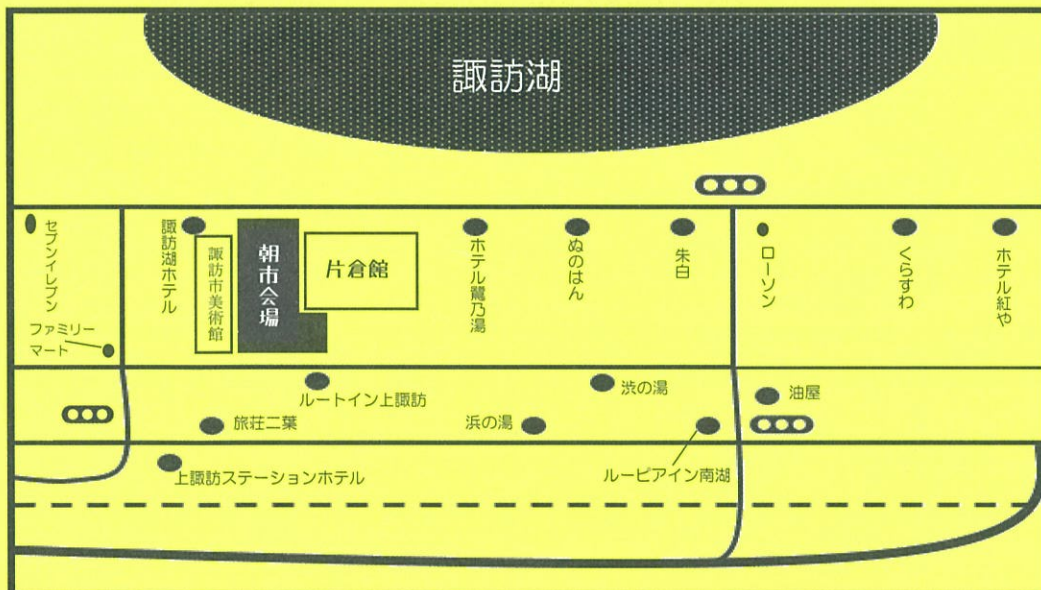 諏訪湖
セブンイレブン
諏訪湖ホテル
諏訪市美術館
朝市会場
片倉館
ホテル鷺乃湯
ぬのはん
朱白
ローソン
くらすわ
ホテル紅や
ファミリー
マート
ルートイン上諏訪
渋の湯
油屋
旅荘二葉
浜の湯
上諏訪ステーションホテル
ルーピアイン南湖